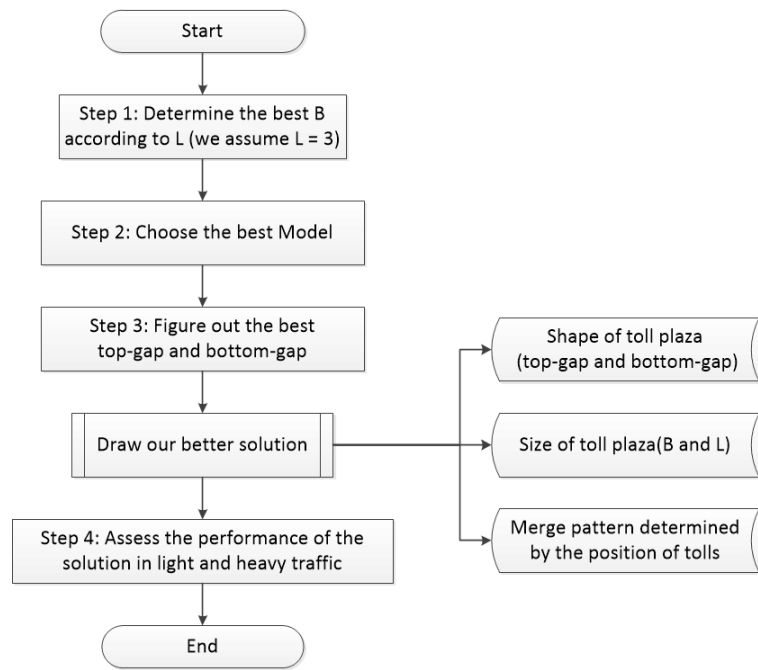 Start
Step 1: Determine the best B
according to L (we assume L = 3)
Step 2: Choose the best Model
Step 3: Figure out the best
top-gap and bottom-gap
Draw our better solution
Step 4: Assess the performance of the
solution in light and heavy traffic
End
Shape of toll plaza
(top-gap and bottom-gap)
Size of toll plaza(B and L)
Merge pattern determined
by the position of tolls